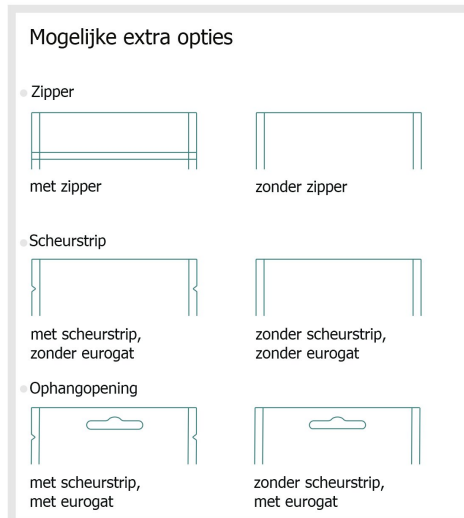 Mogelijke extra opties
Zipper
met zipper
zonder zipper
Scheurstrip
met scheurstrip,
zonder eurogat
zonder scheurstrip,
zonder eurogat
Ophangopening
met scheurstrip,
met eurogat
zonder scheurstrip,
met eurogat